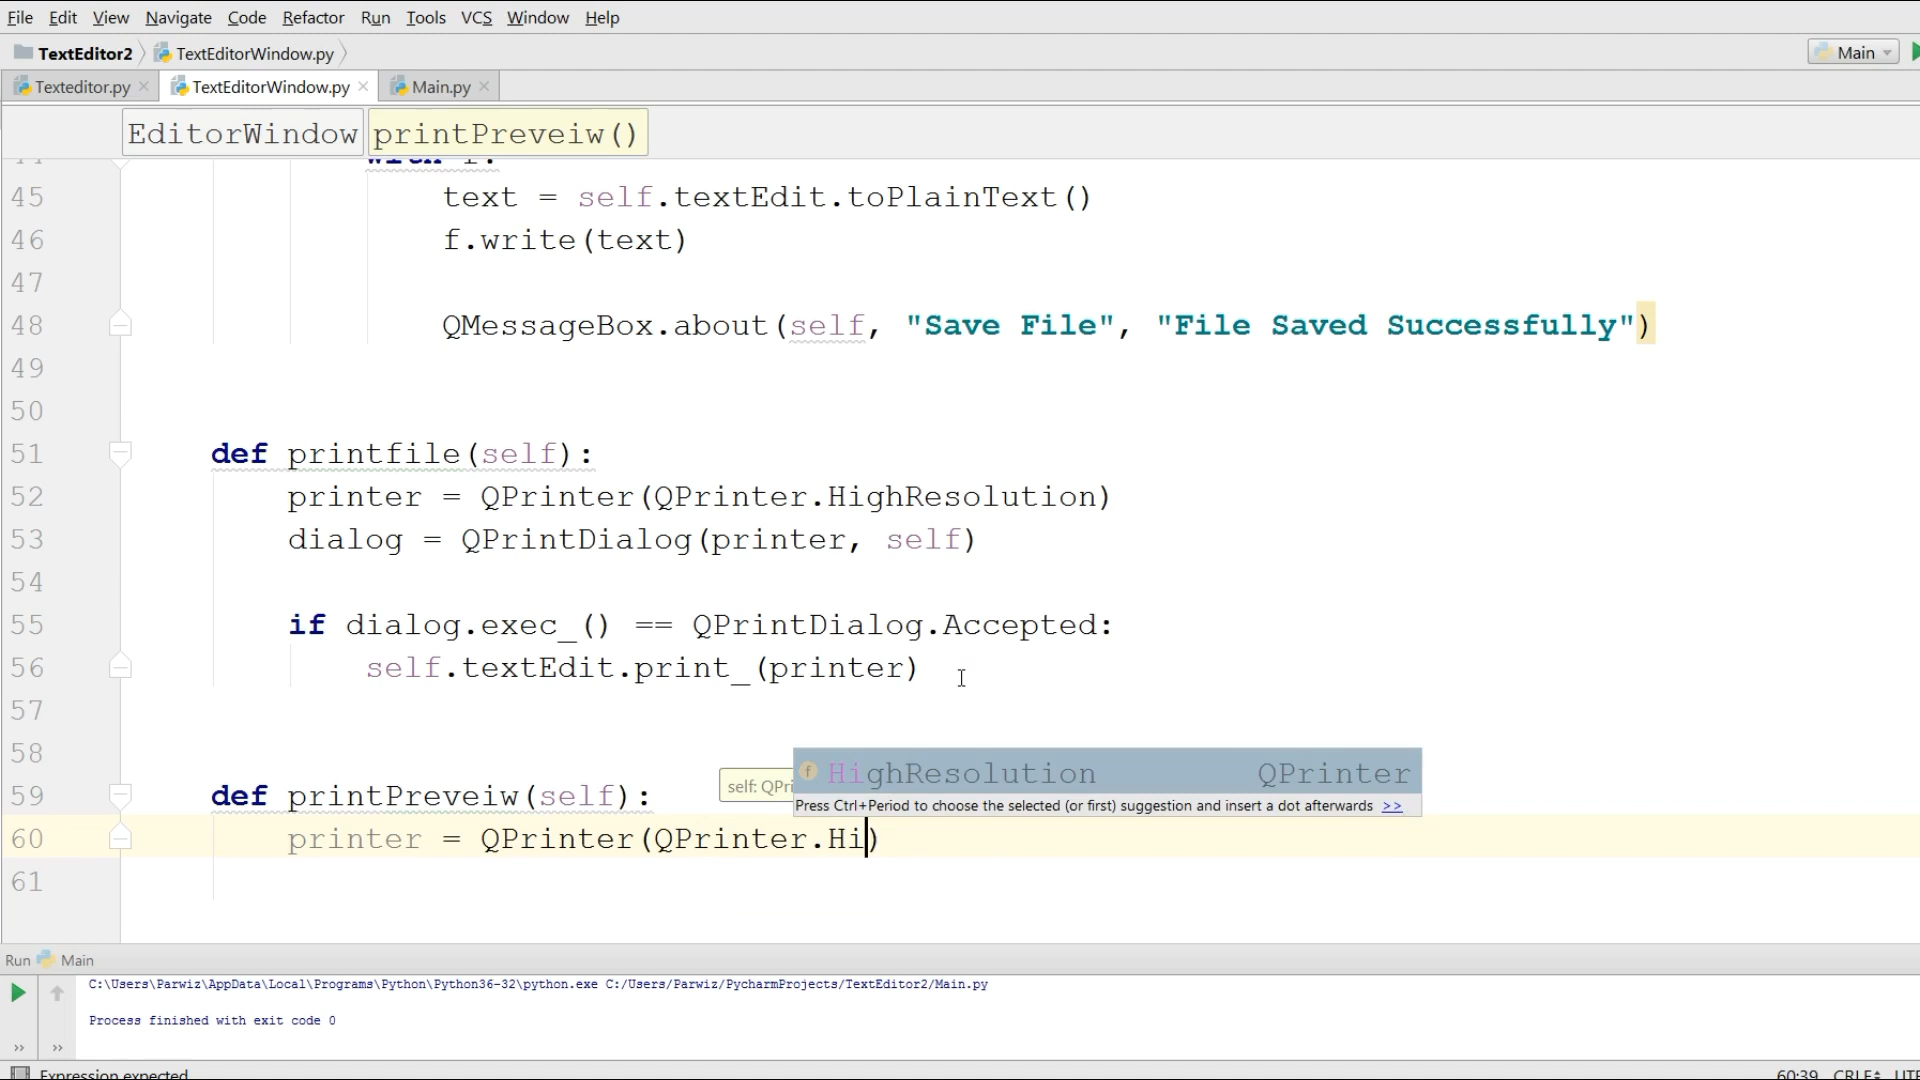 File Edit View Navigate Code Refactor Run Tools VCS Window Help
TextEditor2 TextEditorWindow.py Main
Texteditor.py TextEditorWindow.py Main.py
EditorWindow printPreveiw()
44 with f:
45 text = self.textEdit.toPlainText()
46 f.write(text)
47
48 QMessageBox.about(self, "Save File", "File Saved Successfully")
49
50
51 def printfile(self):
52 printer = QPrinter(QPrinter.HighResolution)
53 dialog = QPrintDialog(printer, self)
54
55 if dialog.exec_() == QPrintDialog.Accepted:
56 self.textEdit.print_(printer)
57
58
f HighResolution QPrinter
self: QPri
Press Ctrl+Period to choose the selected (or first) suggestion and insert a dot afterwards >>
59 def printPreveiw(self):
60 printer = QPrinter(QPrinter.Hi)
61
Run Main
C:\Users\Parwiz\AppData\Local\Programs\Python\Python36-32\python.exe C:/Users/Parwiz/PycharmProjects/TextEditor2/Main.py
Process finished with exit code 0
Expression expected 60:39 CRLF UTF